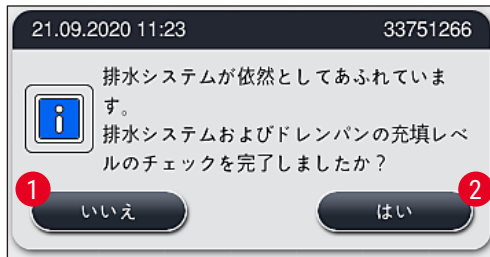 21.09.2020 11:23 33751266
排水システムが依然としてあふれていま
す。
排水システムおよびドレンパンの充填レベ
ルのチェックを完了しましたか？
1 2
いいえ はい